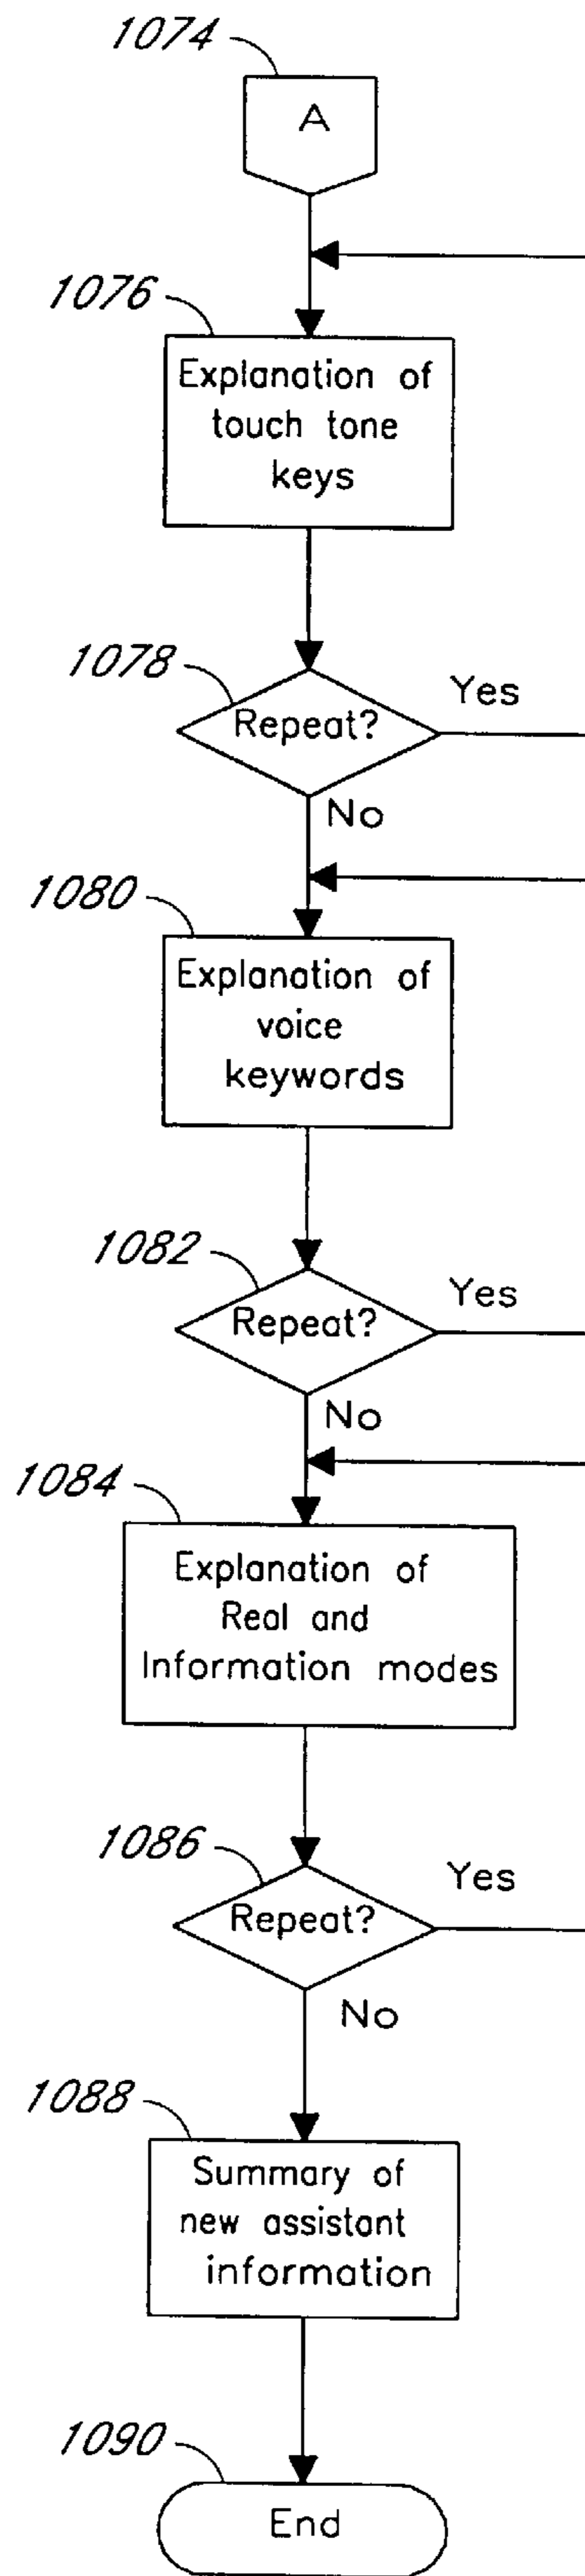 1074
A
1076
Explanation of
touch tone
keys
1078
Repeat?
Yes
No
1080
Explanation of
voice
keywords
1082
Repeat?
Yes
No
1084
Explanation of
Real and
Information modes
1086
Repeat?
Yes
No
1088
Summary of
new assistant
information
1090
End